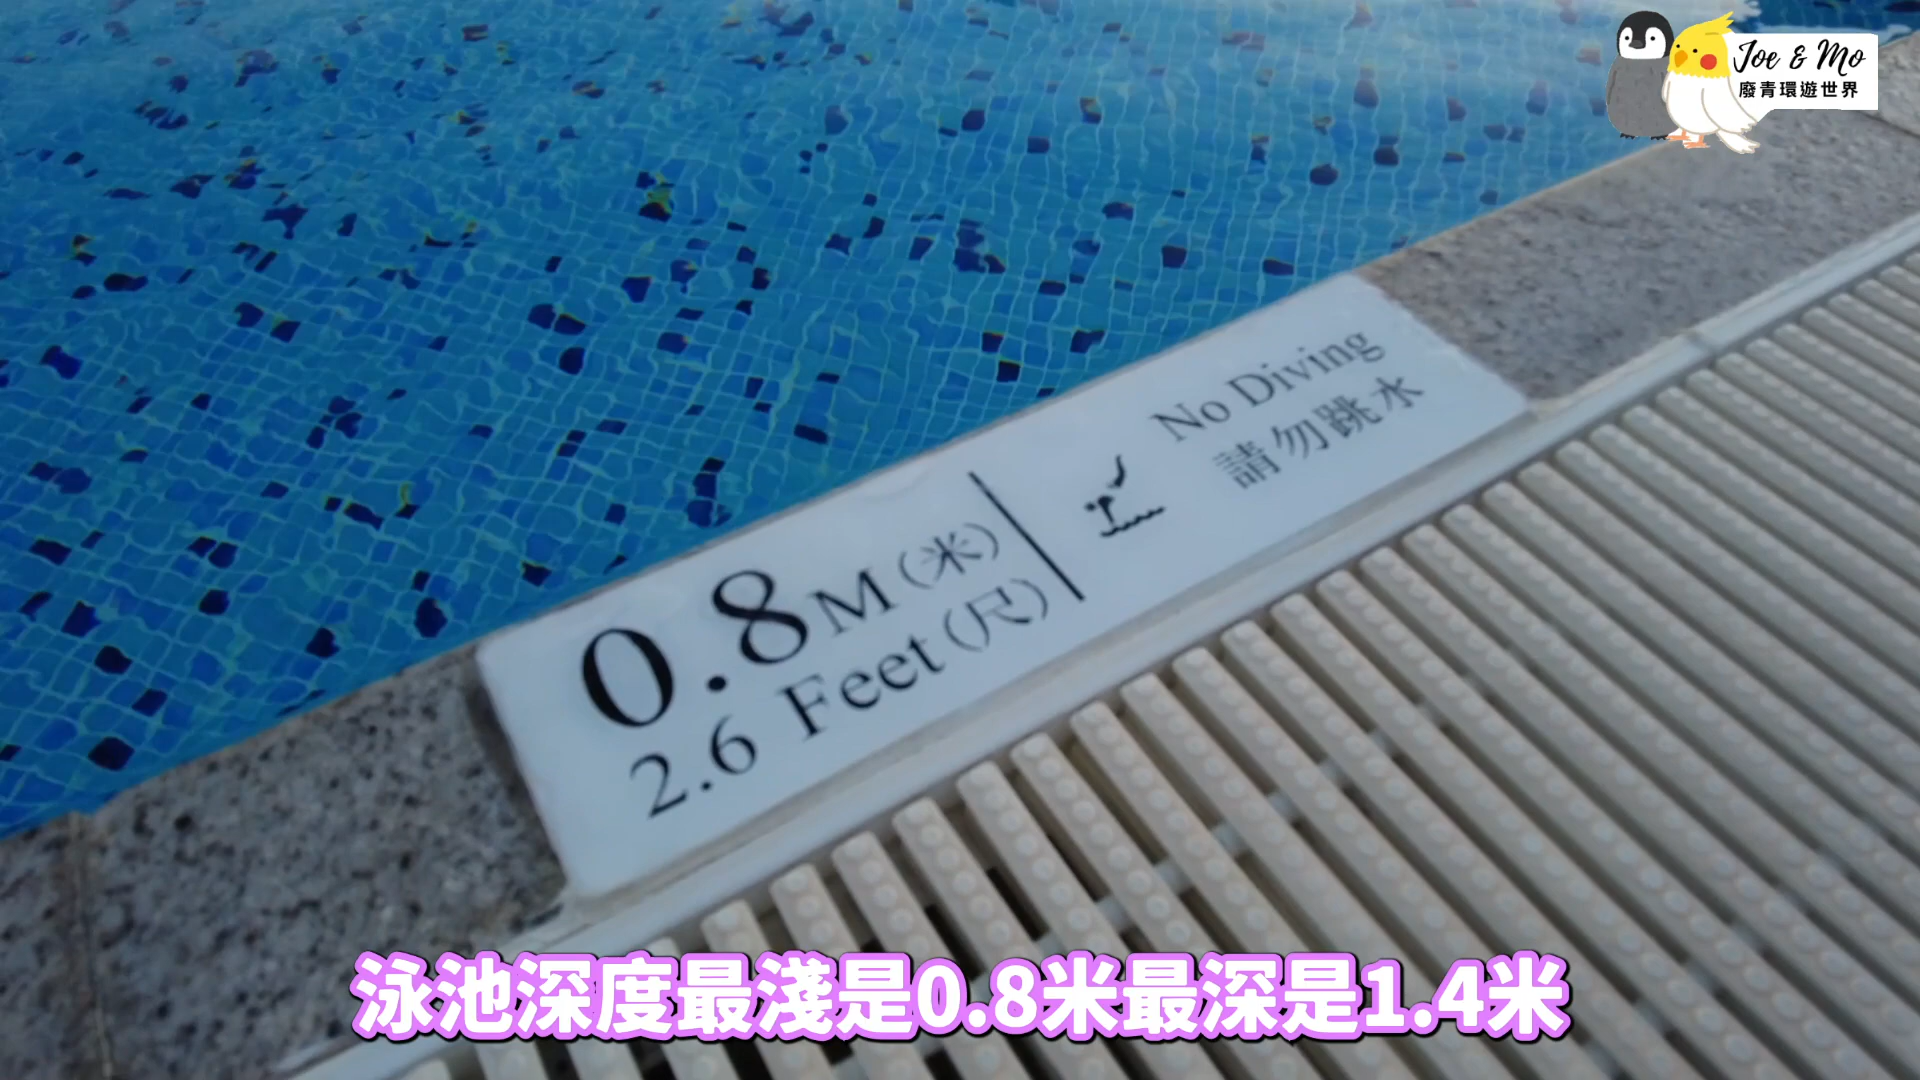 Joe & Mo
廢青環遊世界
No Diving
請勿跳水
0.8M(米)
2.6 Feet(尺)
泳池深度最淺是0.8米最深是1.4米